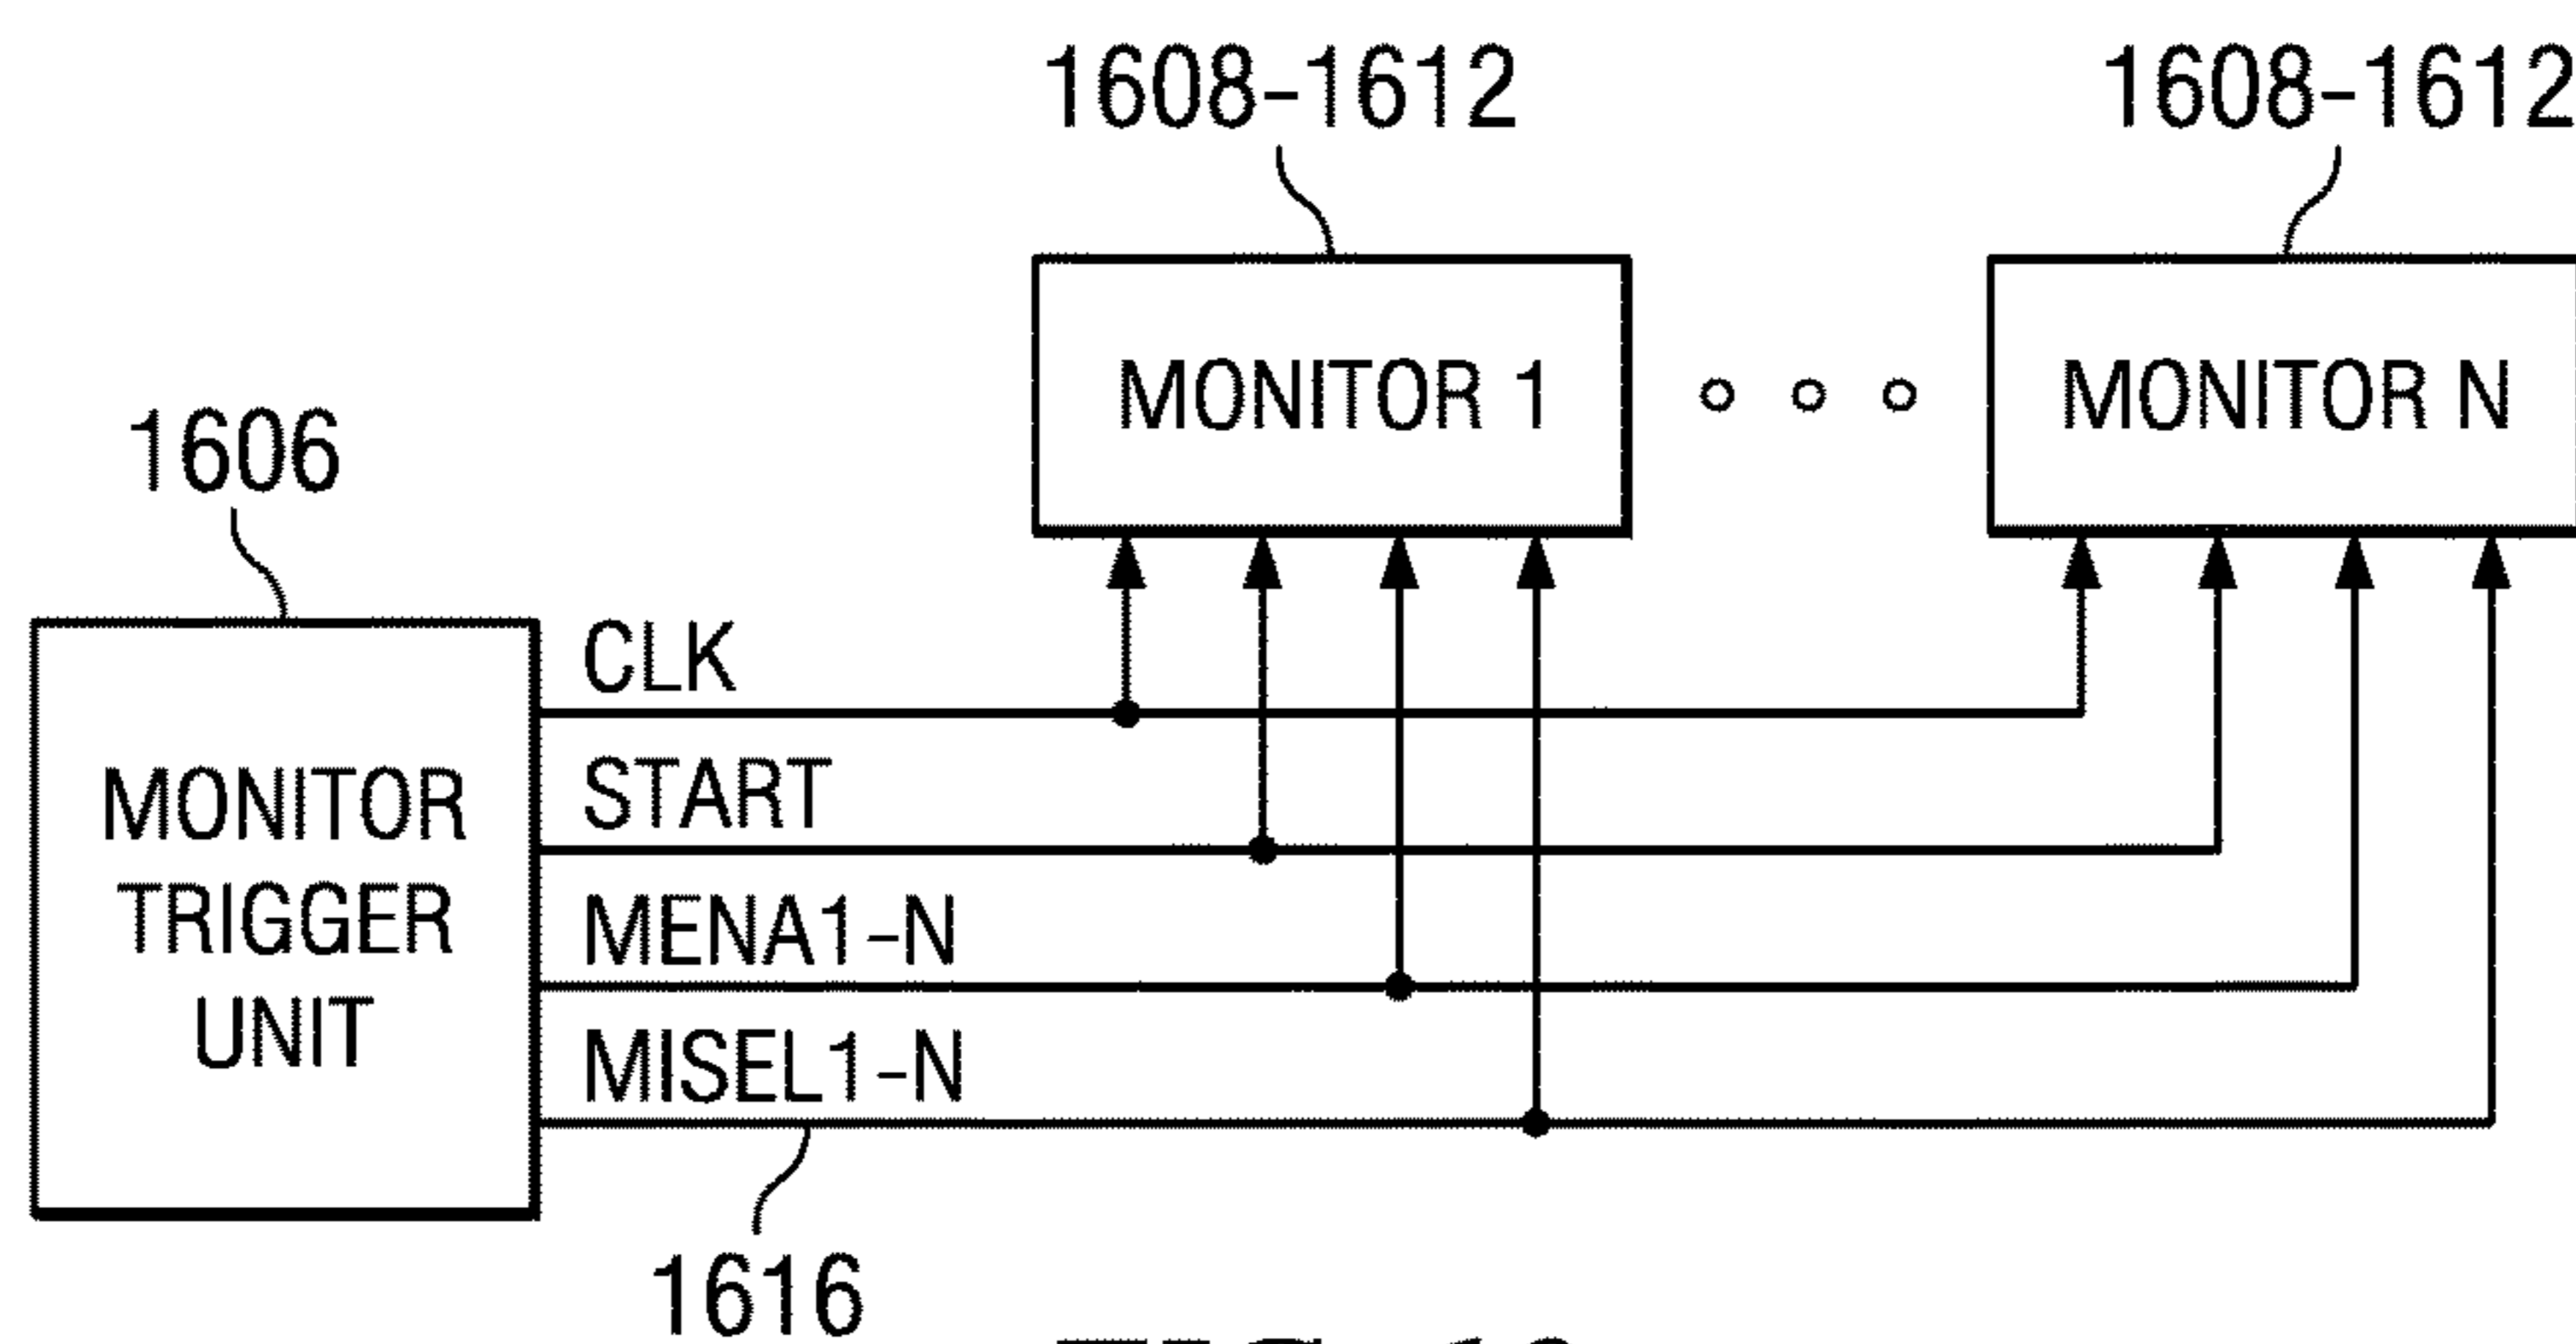 1608-1612
1608-1612
MONITOR 1
MONITOR N
1606
CLK
START
MENA1-N
MISEL1-N
MONITOR
TRIGGER
UNIT
1616